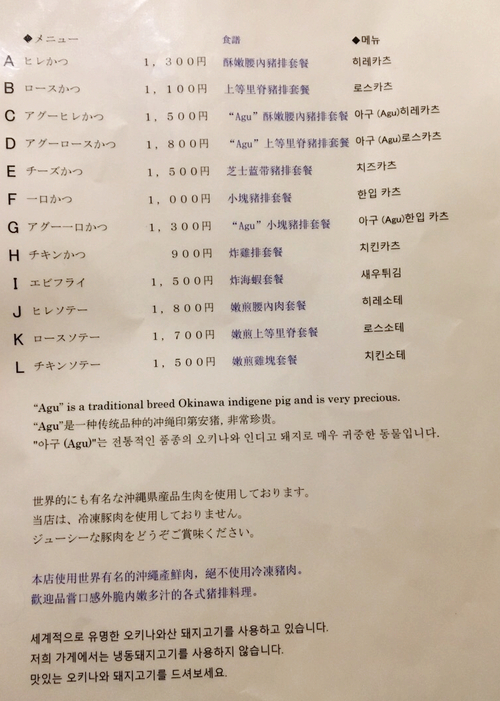 ◆メニュー 食譜 ◆메뉴
A ヒレかつ 1，300円 酥嫩腰內豬排套餐 히레카츠
B ロースかつ 1，100円 上等里脊豬排套餐 로스카츠
C アグーヒレかつ 1，500円 “Agu”酥嫩腰內豬排套餐 아구 (Agu)히레카츠
D アグーロースかつ 1，800円 “Agu”上等里脊豬排套餐 아구 (Agu)로스카츠
E チーズかつ 1，500円 芝士蓝带豬排套餐 치즈카츠
F 一口かつ 1，000円 小塊豬排套餐 한입 카츠
G アグー一口かつ 1，300円 “Agu”小塊豬排套餐 아구 (Agu)한입 카츠
H チキンかつ 900円 炸雞排套餐 치킨카츠
I エビフライ 1，500円 炸海蝦套餐 새우튀김
J ヒレソテー 1，800円 嫩煎腰內肉套餐 히레소테
K ロースソテー 1，700円 嫩煎上等里脊套餐 로스소테
L チキンソテー 1，500円 嫩煎雞塊套餐 치킨소테
“Agu” is a traditional breed Okinawa indigene pig and is very precious.
“Agu”是一种传统品种的冲绳印第安猪, 非常珍贵。
"아구 (Agu)"는 전통적인 품종의 오키나와 인디고 돼지로 매우 귀중한 동물입니다.
世界的にも有名な沖縄県産品生肉を使用しております。
当店は、冷凍豚肉を使用しておりません。
ジューシーな豚肉をどうぞご賞味ください。
本店使用世界有名的沖繩產鮮肉，絕不使用冷凍豬肉。
歡迎品嘗口感外脆内嫩多汁的各式猪排料理。
세계적으로 유명한 오키나와산 돼지고기를 사용하고 있습니다.
저희 가게에서는 냉동돼지고기를 사용하지 않습니다.
맛있는 오키나와 돼지고기를 드셔보세요.